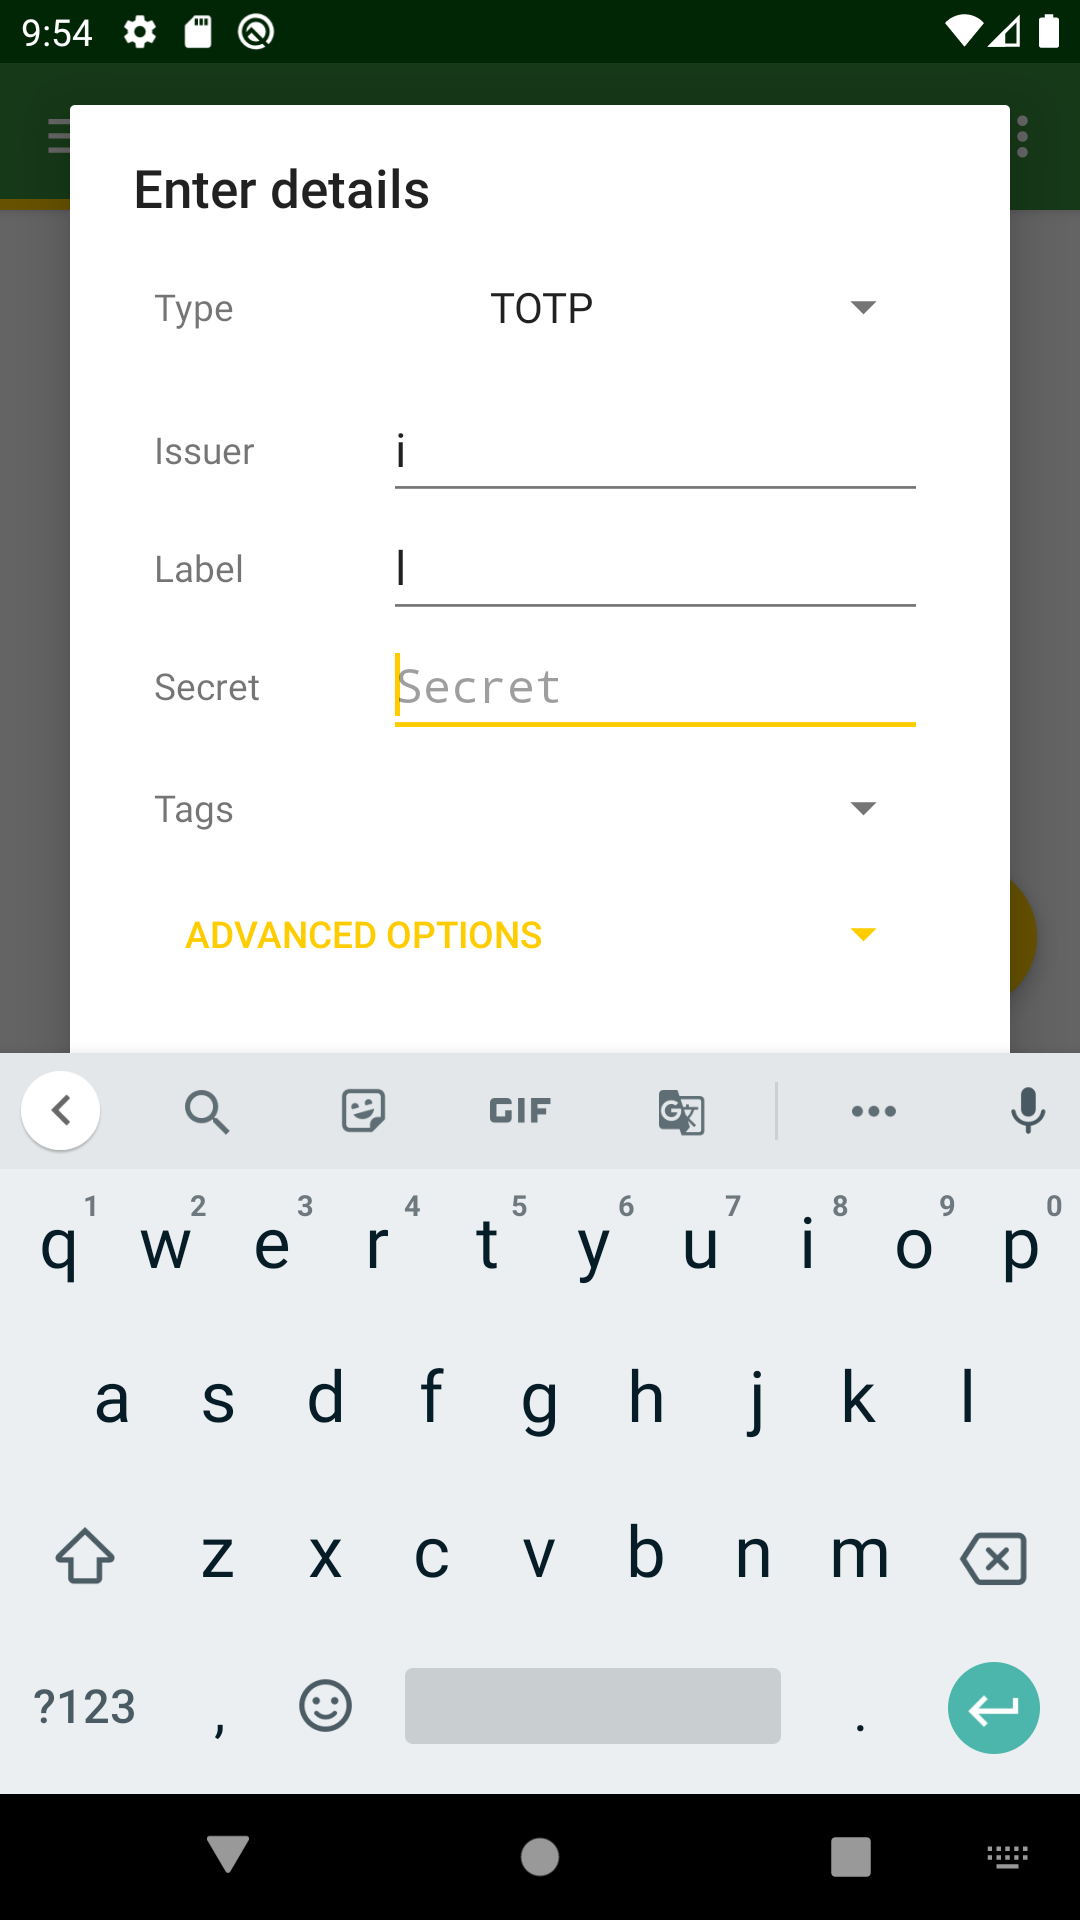 9:54
Enter details
Type TOTP
Issuer i
Label l
Secret Secret
Tags
ADVANCED OPTIONS
GIF
1 2 3 4 5 6 7 8 9 0
q w e r t y u i o p
a s d f g h j k l
z x c v b n m
?123 , .